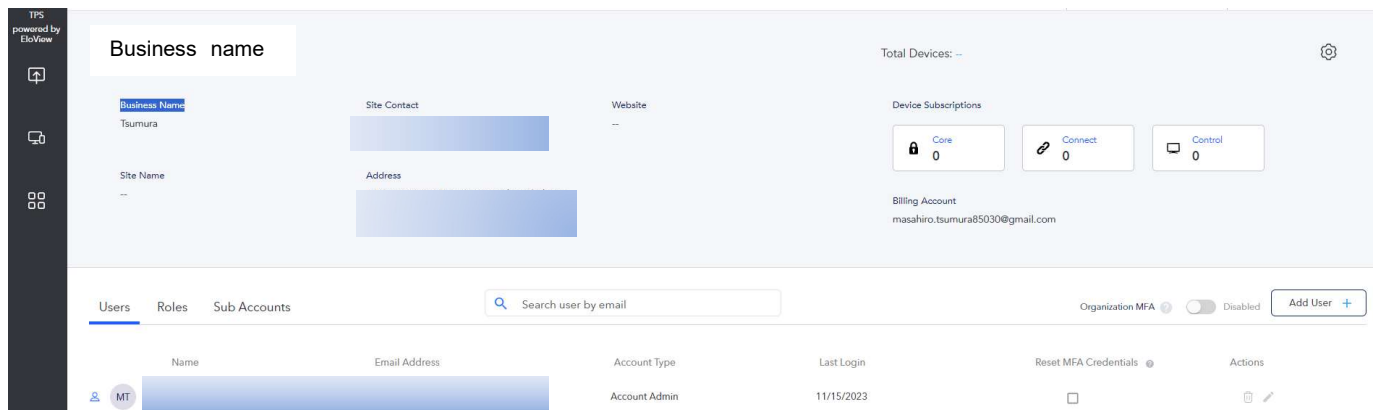 TPS
powered by
EloView
Business name
Total Devices: --
Business Name
Tsumura
Site Contact
Website
--
Device Subscriptions
Core
0
Connect
0
Control
0
Site Name
--
Address
Billing Account
masahiro.tsumura85030@gmail.com
Users Roles Sub Accounts
Search user by email
Organization MFA ? Disabled
Add User +
Name Email Address Account Type Last Login Reset MFA Credentials ? Actions
MT Account Admin 11/15/2023